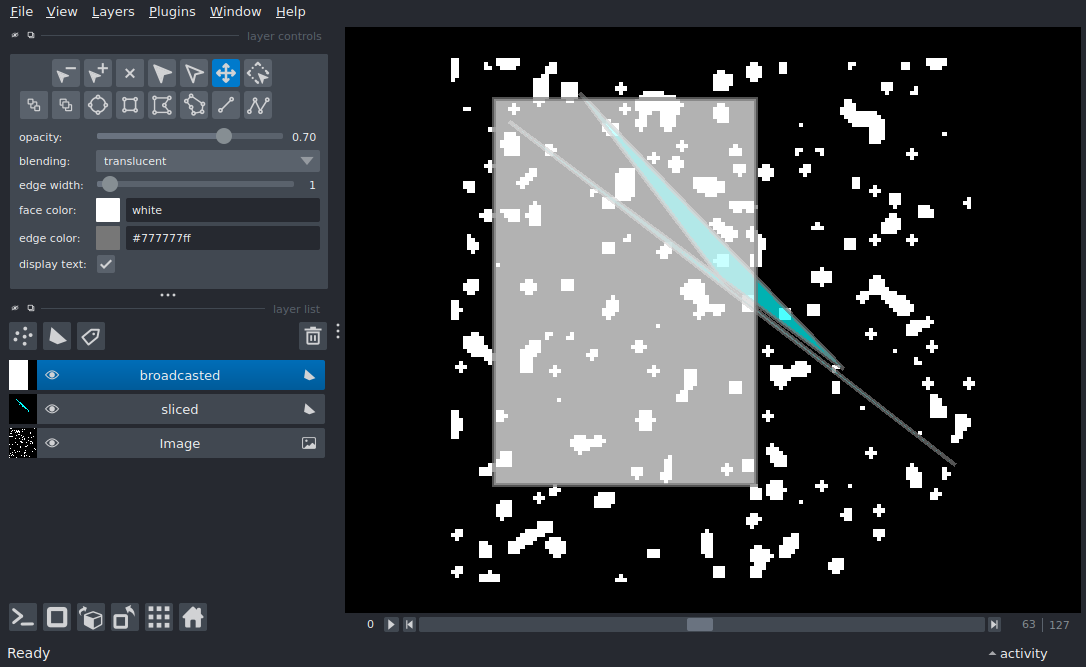 File View Layers Plugins Window Help
layer controls
opacity: 0.70
blending: translucent
edge width: 1
face color: white
edge color: #777777ff
display text:
layer list
broadcasted
sliced
Image
0 63 127
Ready activity